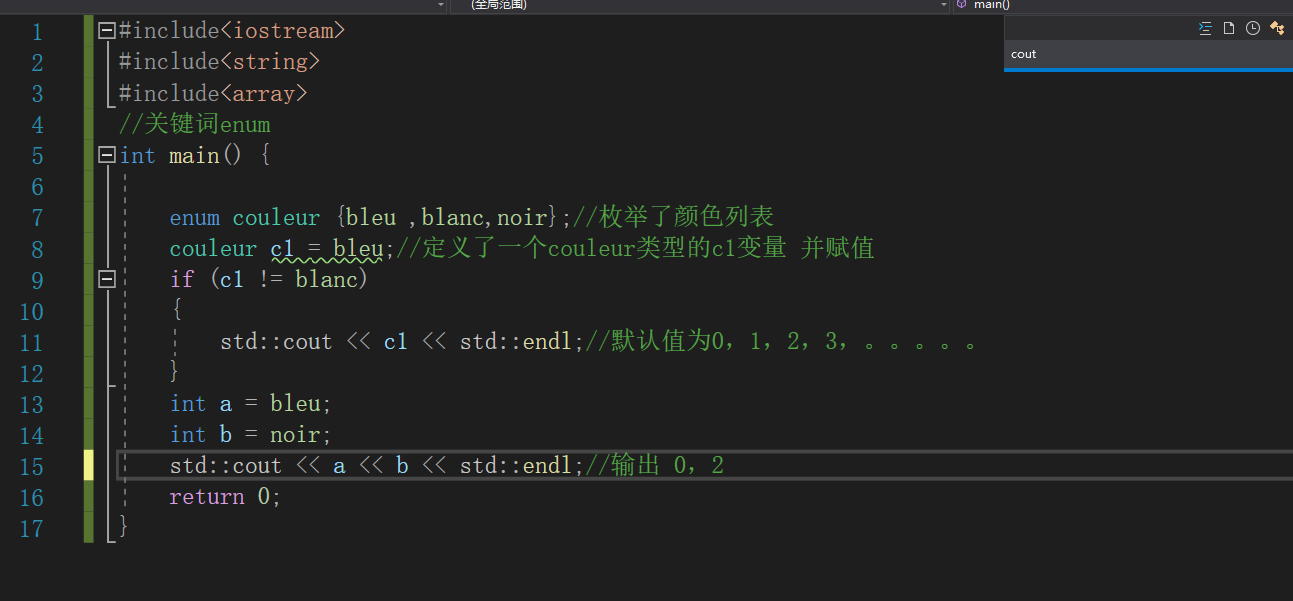 (全局范围) main()
cout
1 #include<iostream>
2 #include<string>
3 #include<array>
4 //关键词enum
5 int main() {
6
7 enum couleur {bleu ,blanc,noir};//枚举了颜色列表
8 couleur c1 = bleu;//定义了一个couleur类型的c1变量 并赋值
9 if (c1 != blanc)
10 {
11 std::cout << c1 << std::endl;//默认值为0，1，2，3，。。。。。
12 }
13 int a = bleu;
14 int b = noir;
15 std::cout << a << b << std::endl;//输出 0，2
16 return 0;
17 }